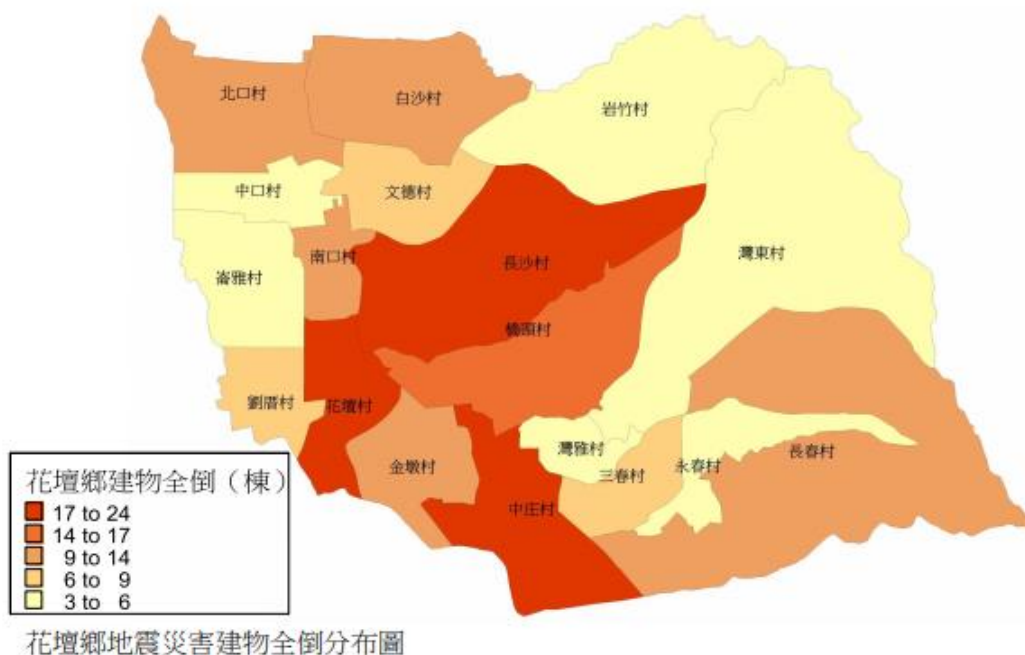 北口村
白沙村
岩竹村
中口村
文德村
南口村
長沙村
灣東村
崙雅村
橋頭村
劉厝村
花壇村
金墩村
灣雅村
三春村
永春村
長春村
中庄村
花壇鄉建物全倒（棟）
17 to 24
14 to 17
9 to 14
6 to 9
3 to 6
花壇鄉地震災害建物全倒分布圖